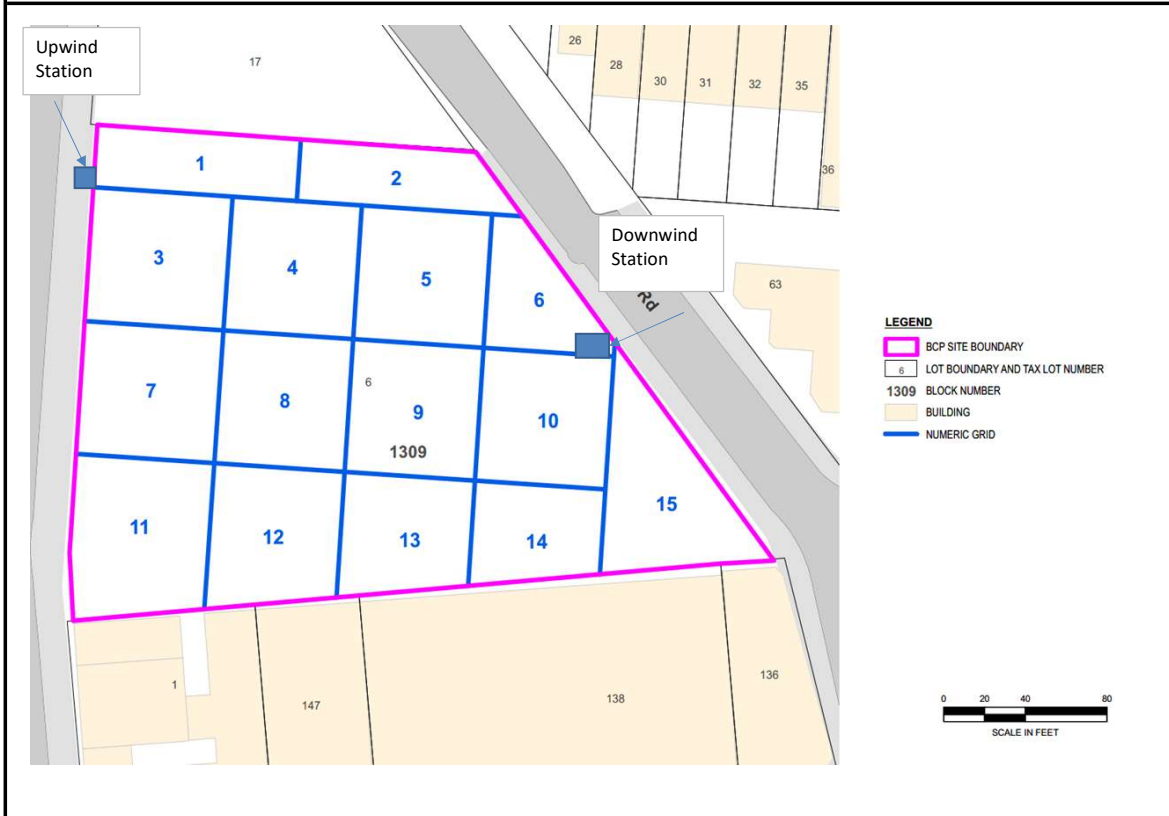 Upwind
Station
17
26
28
30
31
32
35
36
1
2
Downwind
Station
3
4
5
6
Rd
63
7
8
6
9
10
1309
11
12
13
14
15
1
147
138
136
LEGEND
BCP SITE BOUNDARY
6 LOT BOUNDARY AND TAX LOT NUMBER
1309 BLOCK NUMBER
BUILDING
NUMERIC GRID
0 20 40 80
SCALE IN FEET